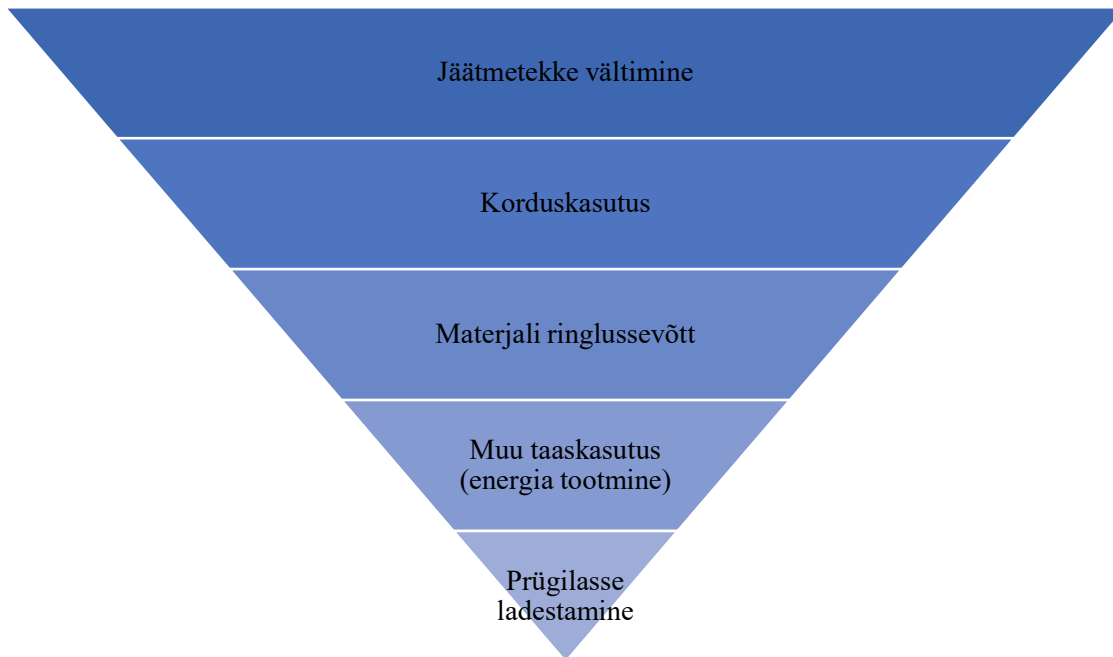 Jäätmetekke vältimine
Korduskasutus
Materjali ringlussevõtt
Muu taaskasutus
(energia tootmine)
Prügilasse
ladestamine